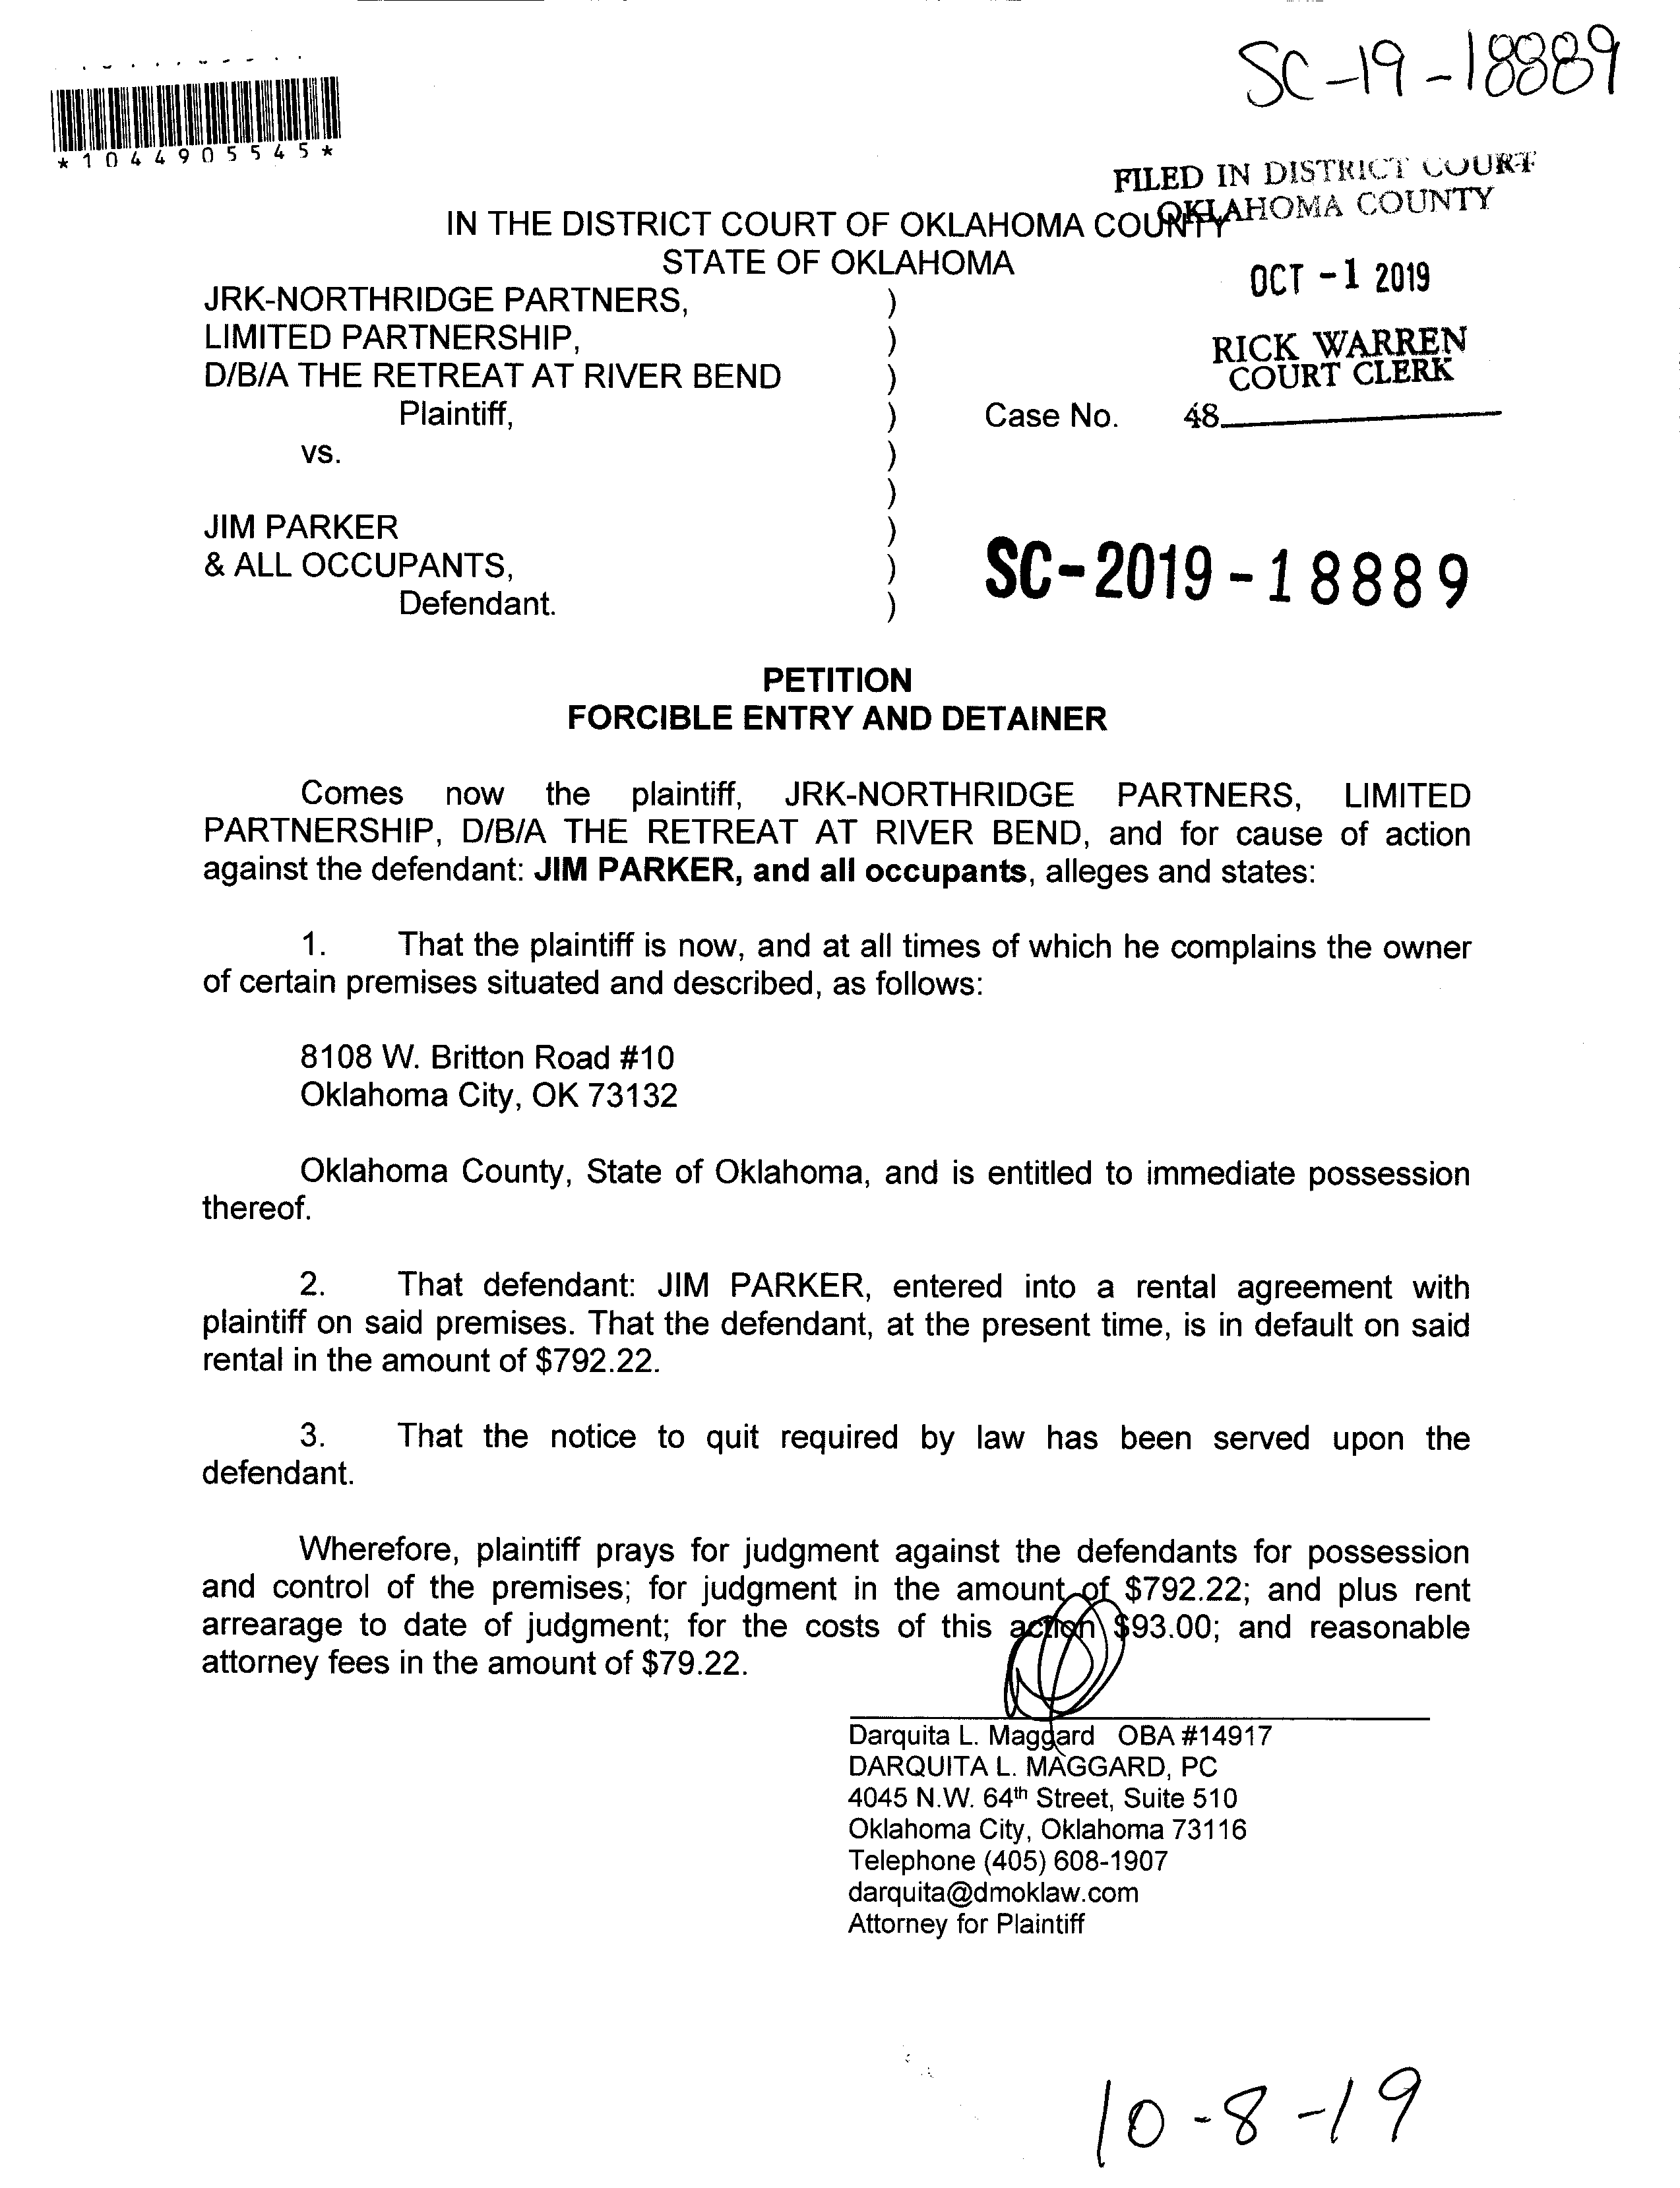 SC-19-18889
*1044905545*
FILED IN DISTRICT COURT
OKLAHOMA COUNTY
IN THE DISTRICT COURT OF OKLAHOMA COUNTY
STATE OF OKLAHOMA
OCT -1 2019
JRK-NORTHRIDGE PARTNERS, )
LIMITED PARTNERSHIP, )
RICK WARREN
COURT CLERK
D/B/A THE RETREAT AT RIVER BEND )
Plaintiff, ) Case No. 48
vs. )
)
JIM PARKER )
& ALL OCCUPANTS, ) SC-2019-18889
Defendant. )
PETITION
FORCIBLE ENTRY AND DETAINER
Comes now the plaintiff, JRK-NORTHRIDGE PARTNERS, LIMITED
PARTNERSHIP, D/B/A THE RETREAT AT RIVER BEND, and for cause of action
against the defendant: JIM PARKER, and all occupants, alleges and states:
1. That the plaintiff is now, and at all times of which he complains the owner
of certain premises situated and described, as follows:
8108 W. Britton Road #10
Oklahoma City, OK 73132
Oklahoma County, State of Oklahoma, and is entitled to immediate possession
thereof.
2. That defendant: JIM PARKER, entered into a rental agreement with
plaintiff on said premises. That the defendant, at the present time, is in default on said
rental in the amount of $792.22.
3. That the notice to quit required by law has been served upon the
defendant.
Wherefore, plaintiff prays for judgment against the defendants for possession
and control of the premises; for judgment in the amount of $792.22; and plus rent
arrearage to date of judgment; for the costs of this action $93.00; and reasonable
attorney fees in the amount of $79.22.
Darquita L. Maggard OBA #14917
DARQUITA L. MAGGARD, PC
4045 N.W. 64th Street, Suite 510
Oklahoma City, Oklahoma 73116
Telephone (405) 608-1907
darquita@dmoklaw.com
Attorney for Plaintiff
10-8-19